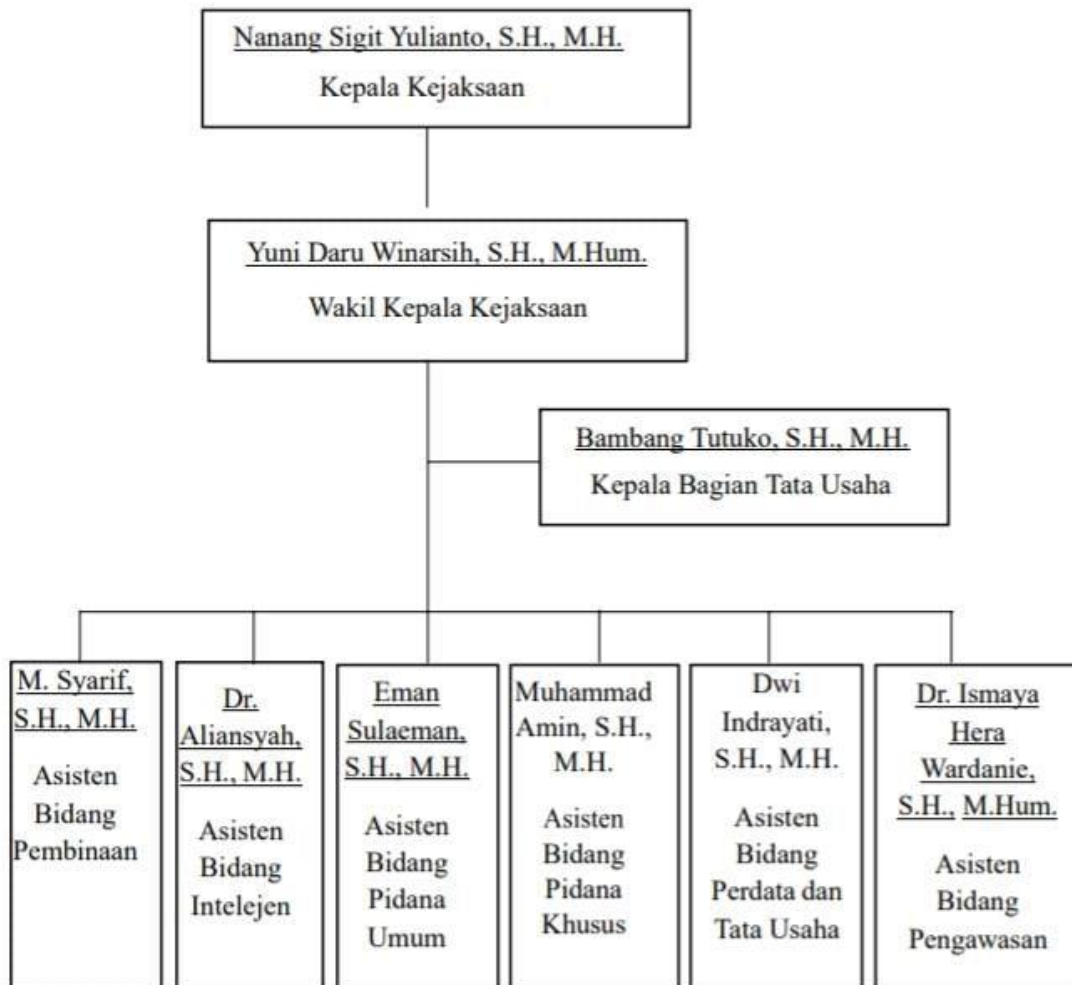 Nanang Sigit Yulianto, S.H., M.H.
Kepala Kejaksaan
Yuni Daru Winarsih, S.H., M.Hum.
Wakil Kepala Kejaksaan
Bambang Tutuko, S.H., M.H.
Kepala Bagian Tata Usaha
M. Syarif,
S.H., M.H.
Asisten
Bidang
Pembinaan
Dr.
Aliansyah,
S.H., M.H.
Asisten
Bidang
Intelejen
Eman
Sulaeman,
S.H., M.H.
Asisten
Bidang
Pidana
Umum
Muhammad
Amin, S.H.,
M.H.
Asisten
Bidang
Pidana
Khusus
Dwi
Indrayati,
S.H., M.H.
Asisten
Bidang
Perdata dan
Tata Usaha
Dr. Ismaya
Hera
Wardanie,
S.H., M.Hum.
Asisten
Bidang
Pengawasan